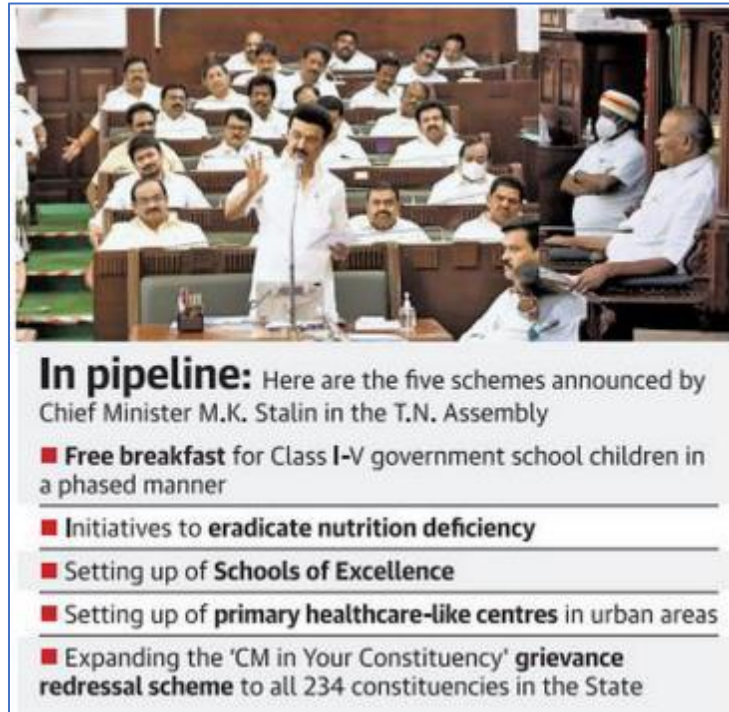 In pipeline: Here are the five schemes announced by
Chief Minister M.K. Stalin in the T.N. Assembly
■ Free breakfast for Class I-V government school children in
a phased manner
■ Initiatives to eradicate nutrition deficiency
■ Setting up of Schools of Excellence
■ Setting up of primary healthcare-like centres in urban areas
■ Expanding the ‘CM in Your Constituency’ grievance
redressal scheme to all 234 constituencies in the State